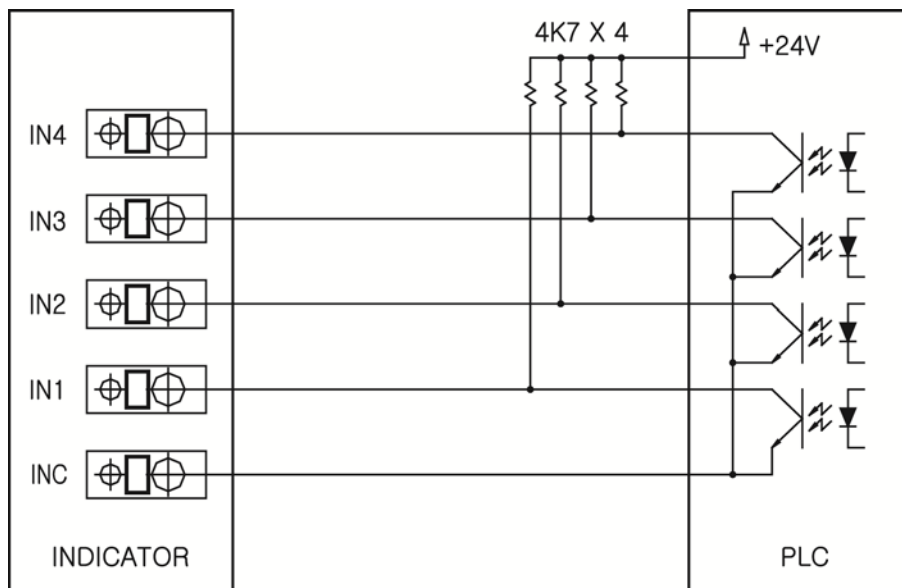 4K7 X 4
+24V
IN4
IN3
IN2
IN1
INC
INDICATOR
PLC